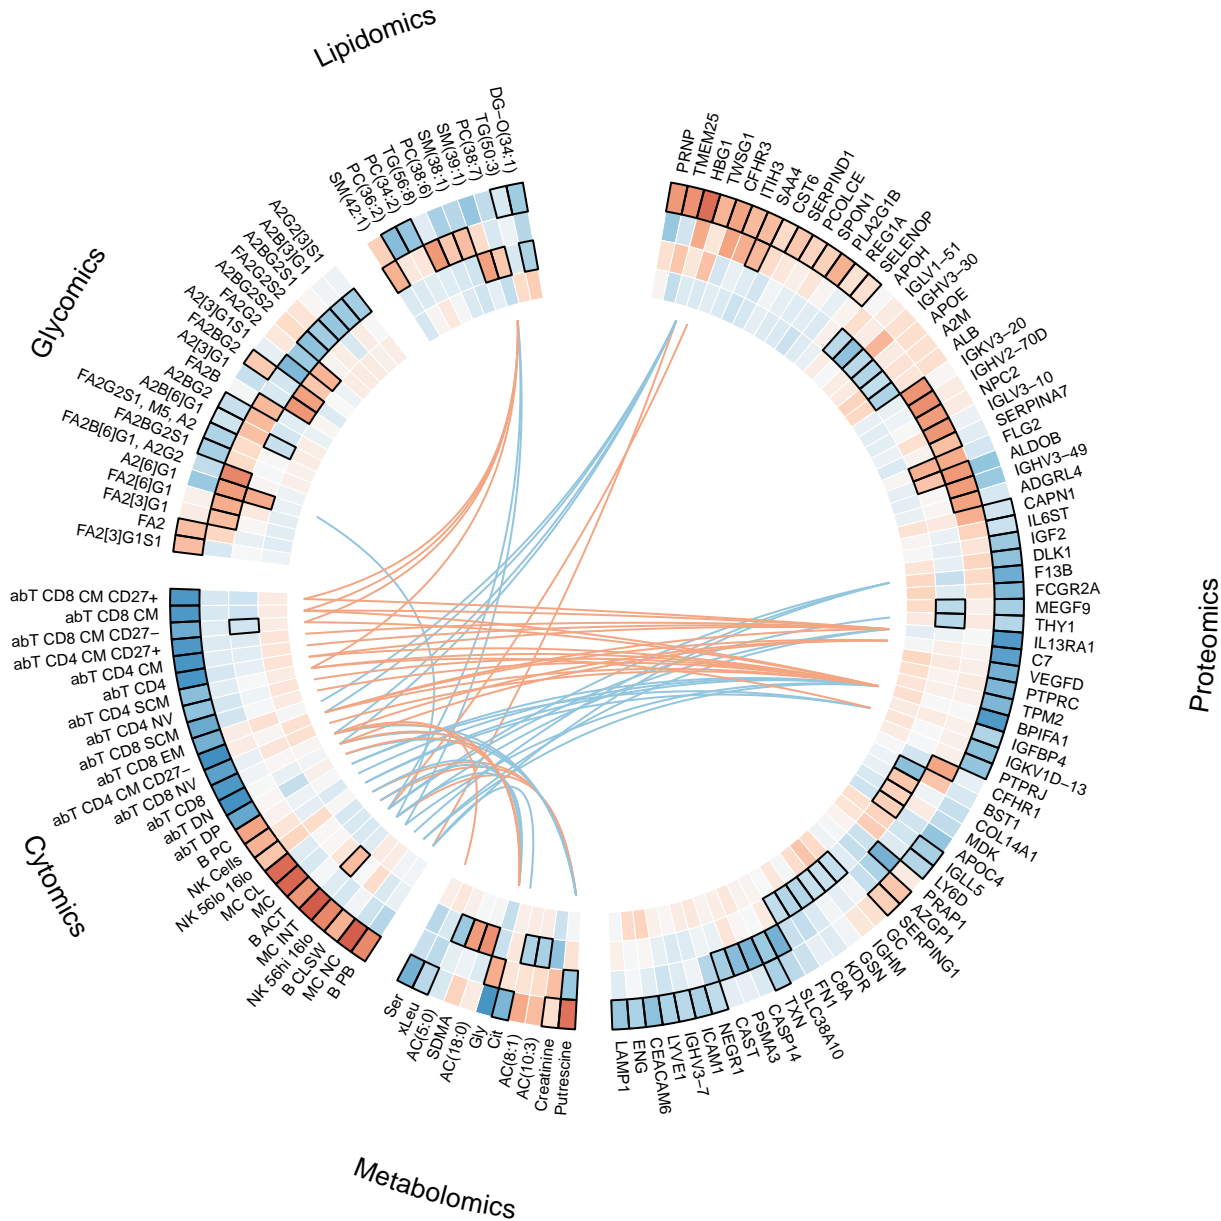 Lipidomics
SM(42:1)
PC(36:2)
PC(34:2)
TG(56:8)
PC(38:6)
SM(38:1)
SM(39:1)
PC(38:7)
TG(50:3)
DG−O(34:1)
Proteomics
PRNP
TMEM25
HBG1
TWSG1
CFHR3
ITIH3
SAA4
CST6
SERPIND1
PCOLCE
SPON1
PLA2G1B
REG1A
SELENOP
APOH
IGLV1−51
IGHV3−30
APOE
A2M
ALB
IGKV3−20
IGHV2−70D
NPC2
IGLV3−10
SERPINA7
FLG2
ALDOB
IGHV3−49
ADGRL4
CAPN1
IL6ST
IGF2
DLK1
F13B
FCGR2A
MEGF9
THY1
IL13RA1
C7
VEGFD
PTPRC
TPM2
BPIFA1
IGFBP4
IGKV1D−13
PTPRJ
CFHR1
BST1
COL14A1
MDK
APOC4
IGLL5
LY6D
PRAP1
AZGP1
SERPING1
GC
IGHM
GSN
KDR
C8A
FN1
SLC38A10
TXN
CASP14
PSMA3
CAST
NEGR1
ICAM1
IGHV3−7
LYVE1
CEACAM6
ENG
LAMP1
Metabolomics
Putrescine
Creatinine
AC(10:3)
AC(8:1)
Cit
Gly
AC(18:0)
SDMA
AC(5:0)
xLeu
Ser
Cytomics
B PB
MC NC
B CLSW
NK 56hi 16lo
MC INT
B ACT
MC
MC CL
NK 56lo 16lo
NK Cells
B PC
abT DP
abT DN
abT CD8
abT CD8 NV
abT CD4 CM CD27−
abT CD8 EM
abT CD8 SCM
abT CD4 NV
abT CD4 SCM
abT CD4
abT CD4 CM
abT CD4 CM CD27+
abT CD8 CM CD27−
abT CD8 CM
abT CD8 CM CD27+
Glycomics
FA2[3]G1S1
FA2
FA2[3]G1
FA2[6]G1
A2[6]G1
FA2B[6]G1, A2G2
FA2BG2S1
FA2G2S1, M5, A2
A2B[6]G1
A2BG2
FA2B
A2[3]G1
FA2BG2
A2[3]G1S1
FA2G2
A2BG2S2
FA2G2S2
A2BG2S1
A2B[3]G1
A2G2[3]S1